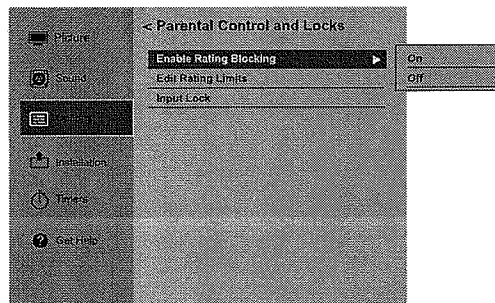 Picture
Sound
Installation
Timers
Get Help
< Parental Control and Locks
Enable Rating Blocking
Edit Rating Limits
Input Lock
On
Off